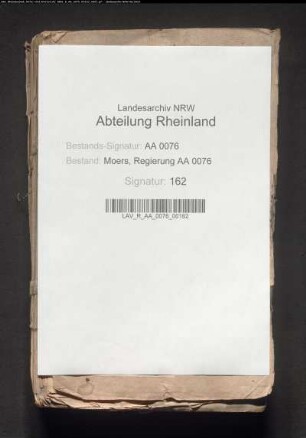 Landesarchiv NRW
Abteilung Rheinland
Bestands-Signatur: AA 0076
Bestand: Moers, Regierung AA 0076
Signatur: 162
LAV_R_AA_0076_00162